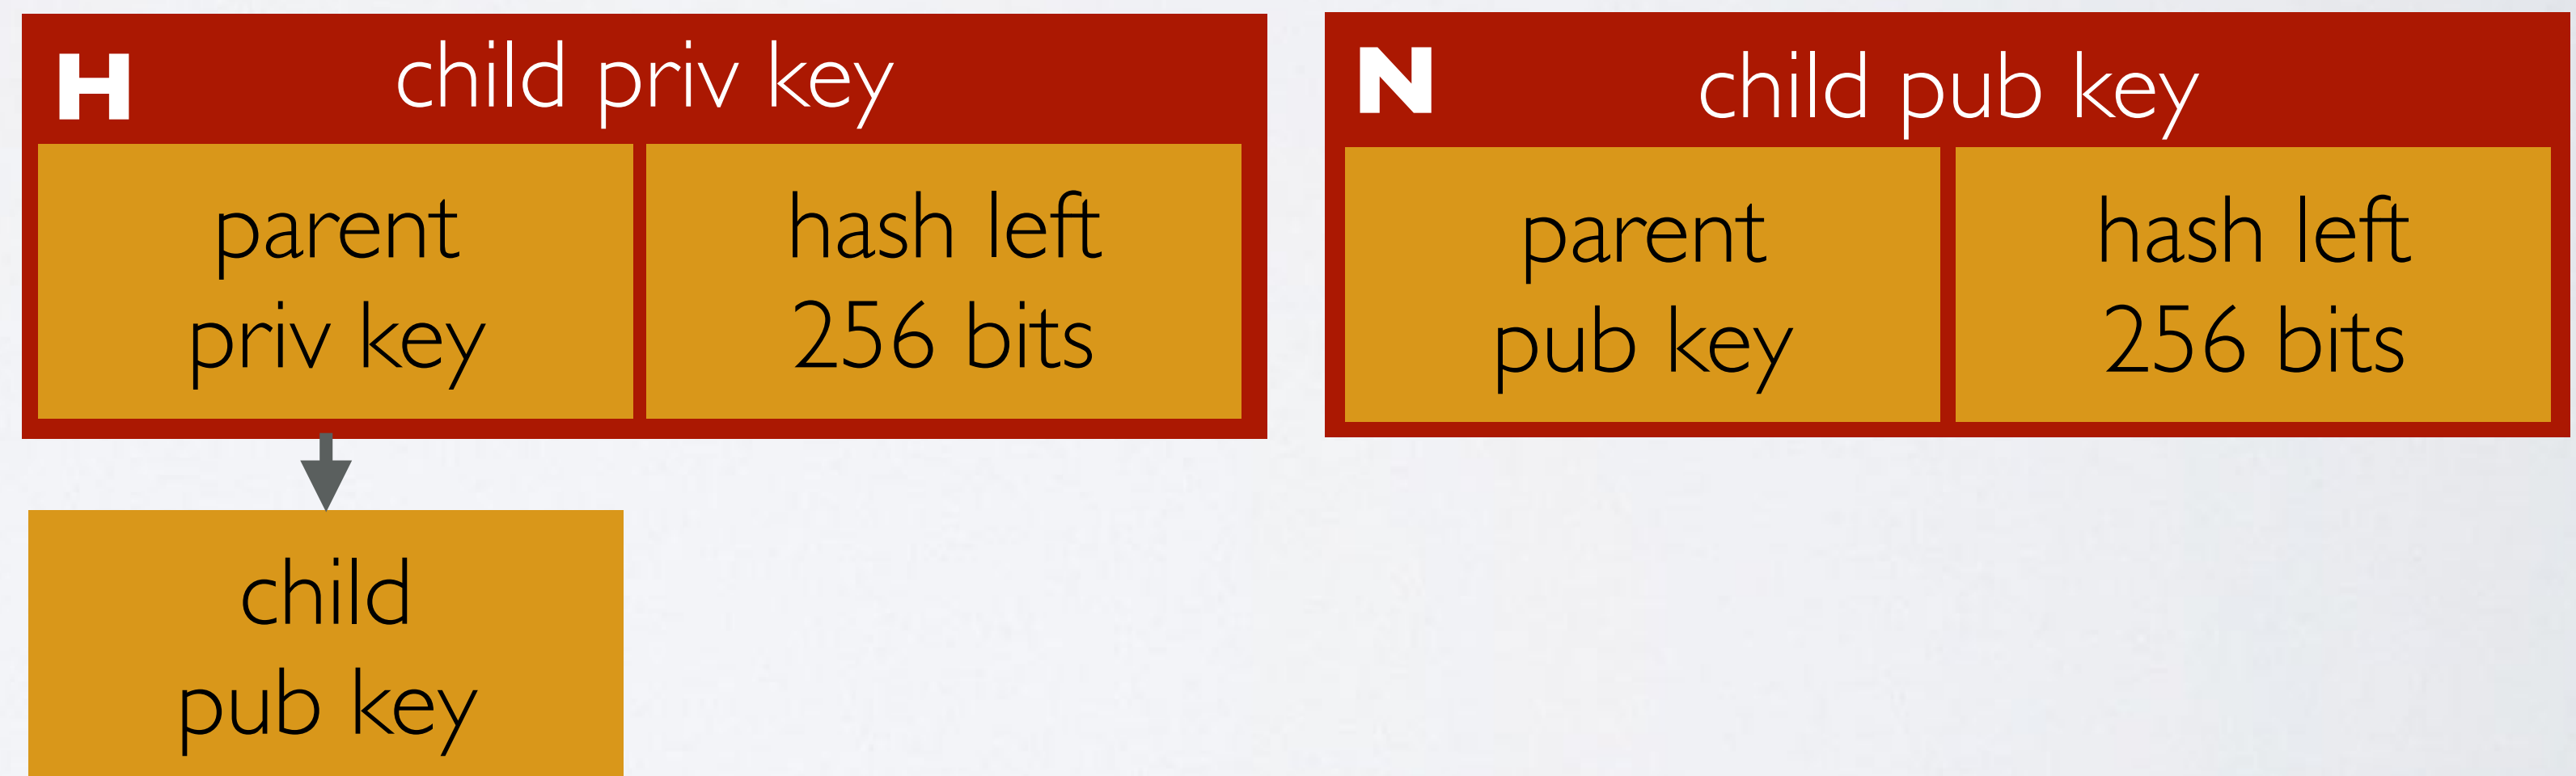 H child priv key
parent
priv key
hash left
256 bits
child
pub key
N child pub key
parent
pub key
hash left
256 bits